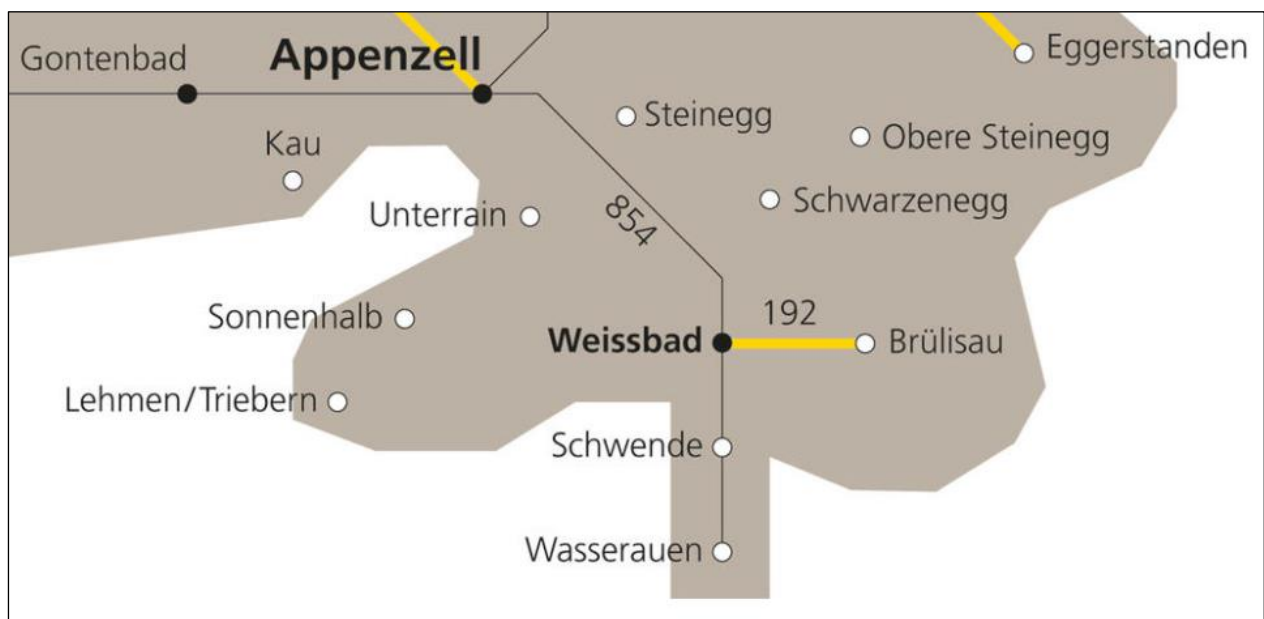 Gontenbad
Appenzell
Eggerstanden
Steinegg
Obere Steinegg
Kau
Schwarzenegg
Unterrain
854
Sonnenhalb
192
Weissbad
Brülisau
Lehmen/Triebern
Schwende
Wasserauen